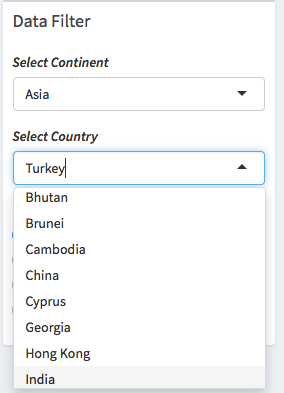 Data Filter
Select Continent
Asia
Select Country
Turkey
Bhutan
Brunei
Cambodia
China
Cyprus
Georgia
Hong Kong
India